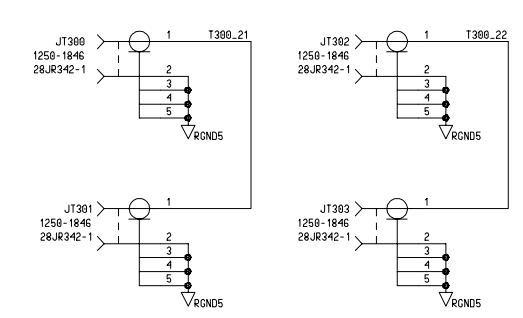 JT300 1 T300_21
1250-1846
28JR342-1 2
3
4
5
RGND5
JT302 1 T300_22
1250-1846
28JR342-1 2
3
4
5
RGND5
JT301 1
1250-1846
28JR342-1 2
3
4
5
RGND5
JT303 1
1250-1846
28JR342-1 2
3
4
5
RGND5